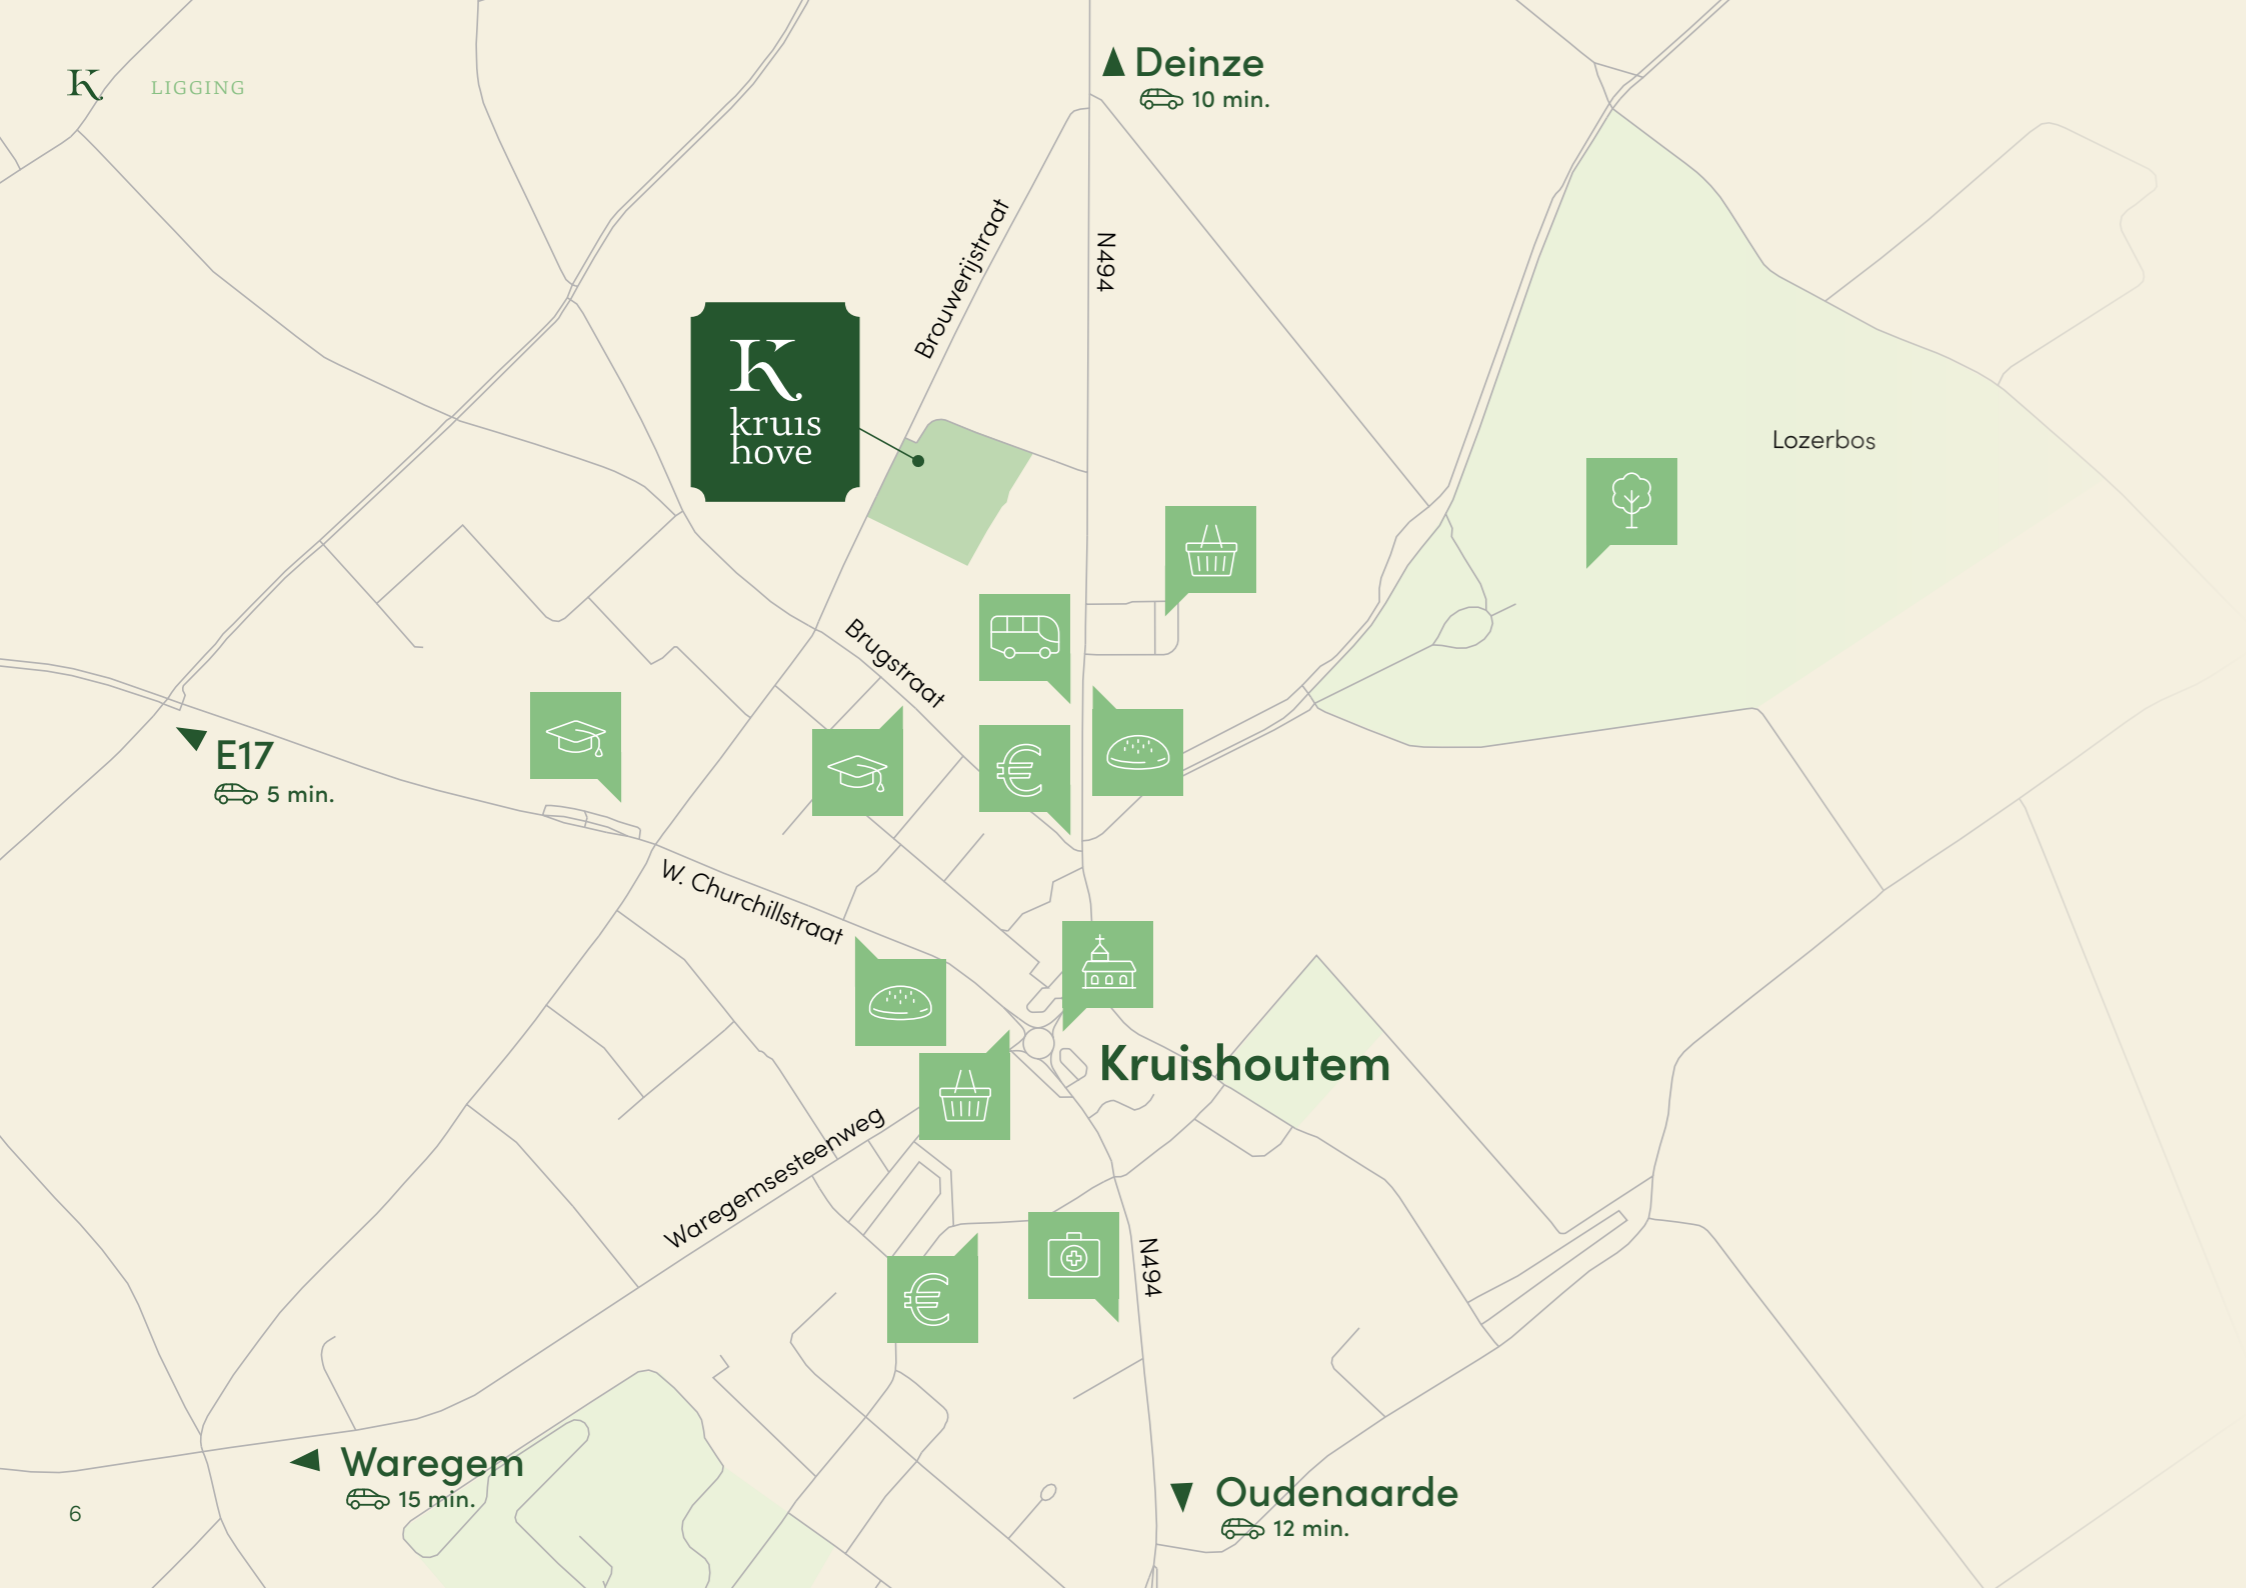 K
LIGGING
Deinze
10 min.
Brouwerijstraat
N494
K
kruis
hove
Lozerbos
Brugstraat
E17
5 min.
€
W. Churchillstraat
Kruishoutem
Waregemsesteenweg
N494
€
Waregem
15 min.
Oudenaarde
12 min.
6